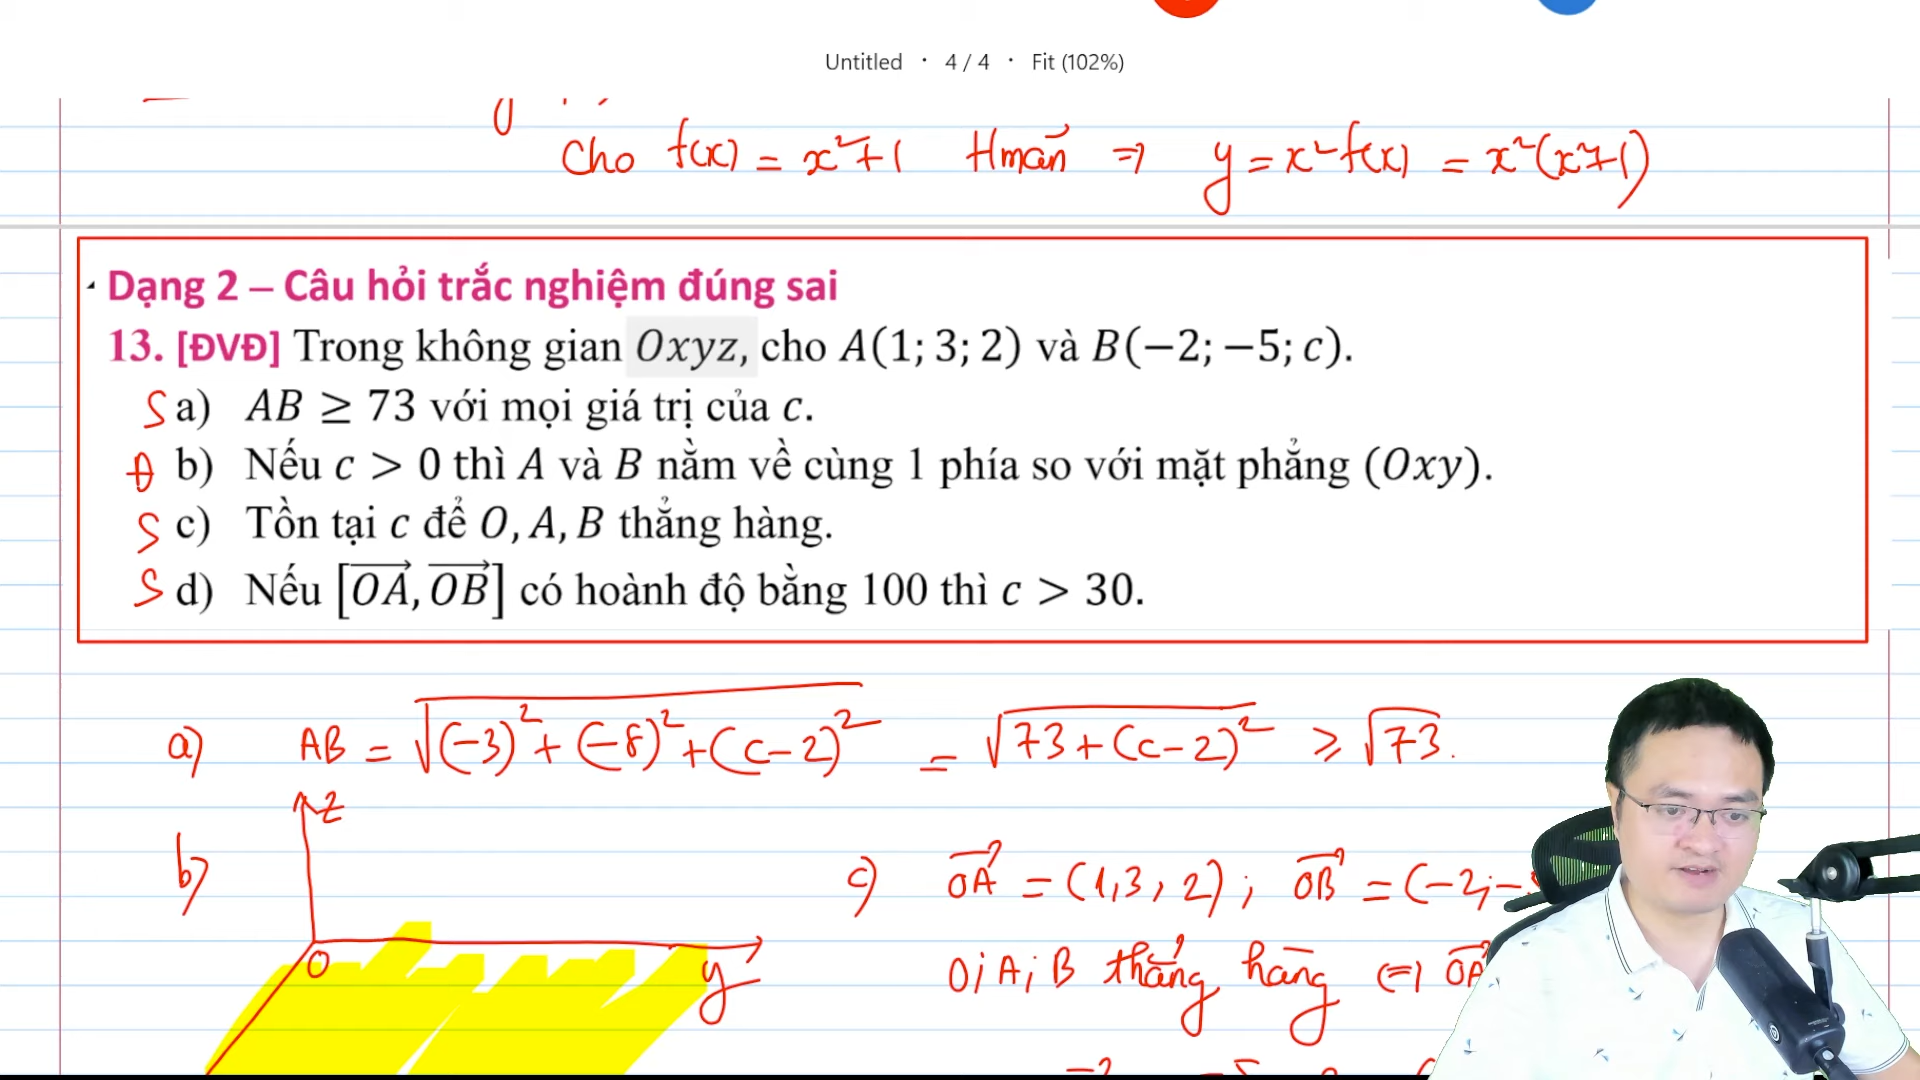 Untitled · 4 / 4 · Fit (102%)
Cho f(x) = x²+1 tmãn ⇒ y = x² f(x) = x²(x²+1)
Dạng 2 – Câu hỏi trắc nghiệm đúng sai
13. [ĐVĐ] Trong không gian Oxyz, cho A(1; 3; 2) và B(−2; −5; c).
S a) AB ≥ 73 với mọi giá trị của c.
Đ b) Nếu c > 0 thì A và B nằm về cùng 1 phía so với mặt phẳng (Oxy).
S c) Tồn tại c để O, A, B thẳng hàng.
S d) Nếu [OA, OB] có hoành độ bằng 100 thì c > 30.
a) AB = √((−3)² + (−8)² + (c−2)²) = √(73 + (c−2)²) ≥ √73.
z
b)
O
y
c) OA = (1, 3, 2); OB = (−2; −
O; A; B thẳng hàng ⇔ OA